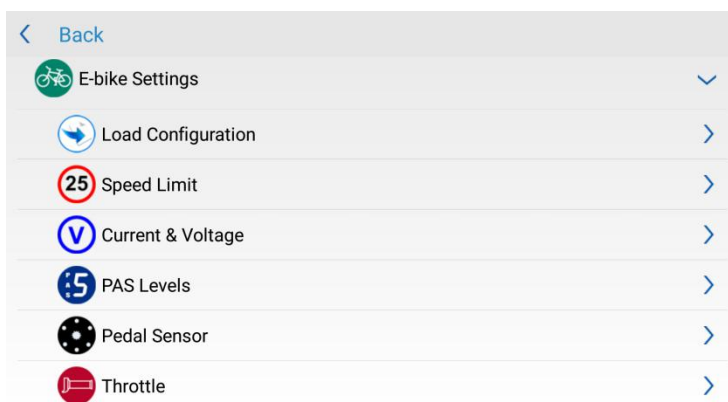 Back
E-bike Settings
Load Configuration
25 Speed Limit
V Current & Voltage
:5 PAS Levels
Pedal Sensor
Throttle